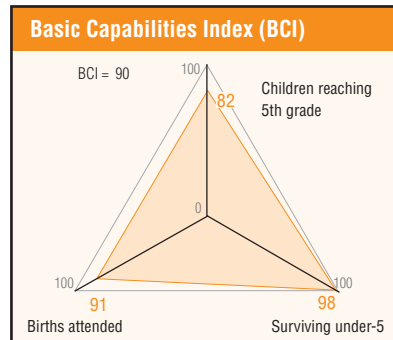 Basic Capabilities Index (BCI)
BCI = 90
100
Children reaching
5th grade
82
0
100
100
91
98
Births attended
Surviving under-5